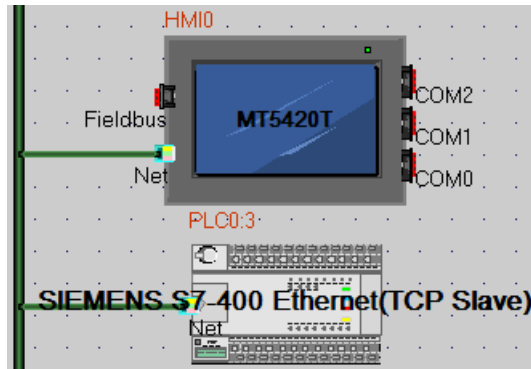 HMI0
MT5420T
Fieldbus
Net
COM2
COM1
COM0
PLC0:3
SIEMENS S7-400 Ethernet(TCP Slave)
Net